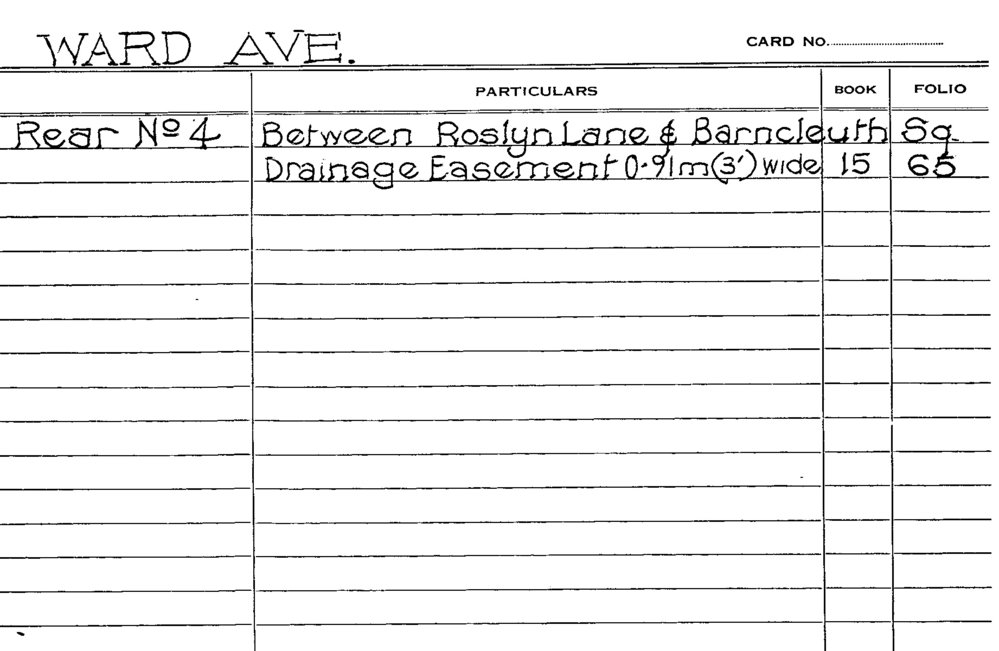 WARD AVE.
CARD No.
PARTICULARS BOOK FOLIO
Rear Nº 4 Between Roslyn Lane & Barncleuth Sq.
Drainage Easement 0·91m (3') wide 15 65